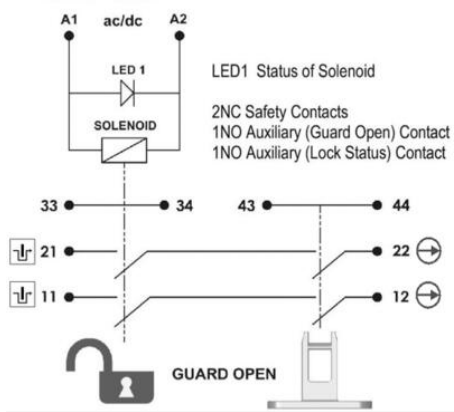 A1 ac/dc A2
LED 1
SOLENOID
LED1 Status of Solenoid
2NC Safety Contacts
1NO Auxiliary (Guard Open) Contact
1NO Auxiliary (Lock Status) Contact
33 34 43 44
21 22
11 12
GUARD OPEN